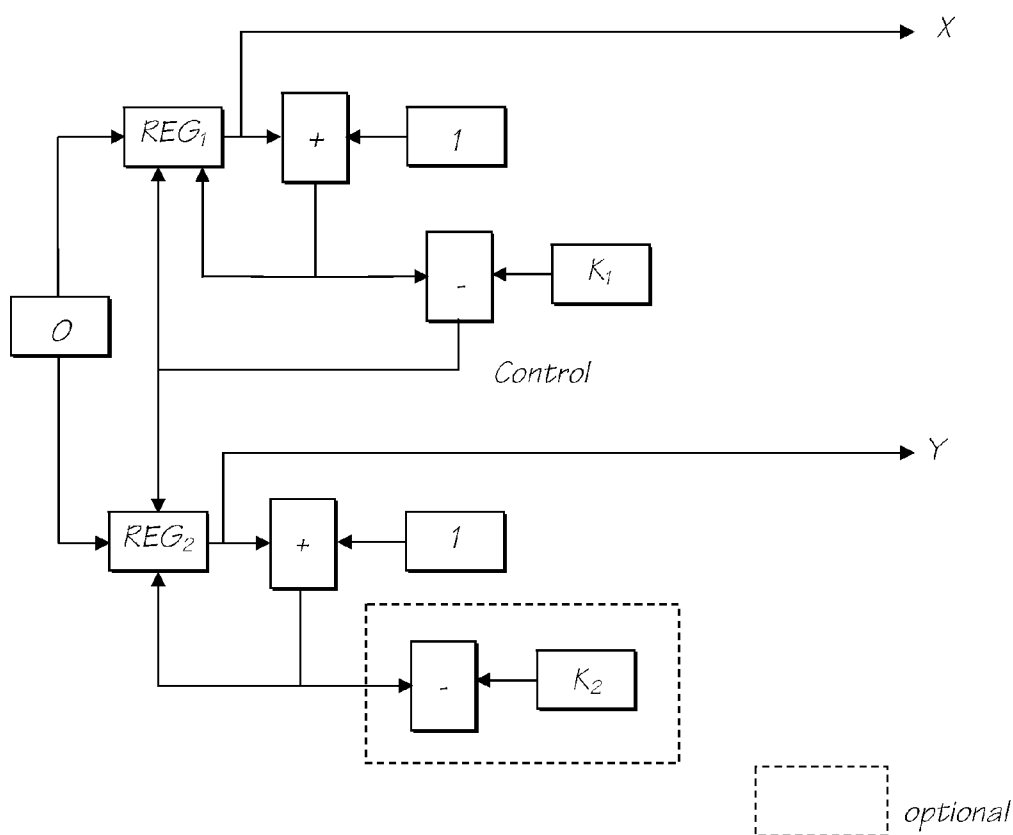 X
REG₁
+
1
-
K₁
0
Control
Y
REG₂
+
1
-
K₂
optional